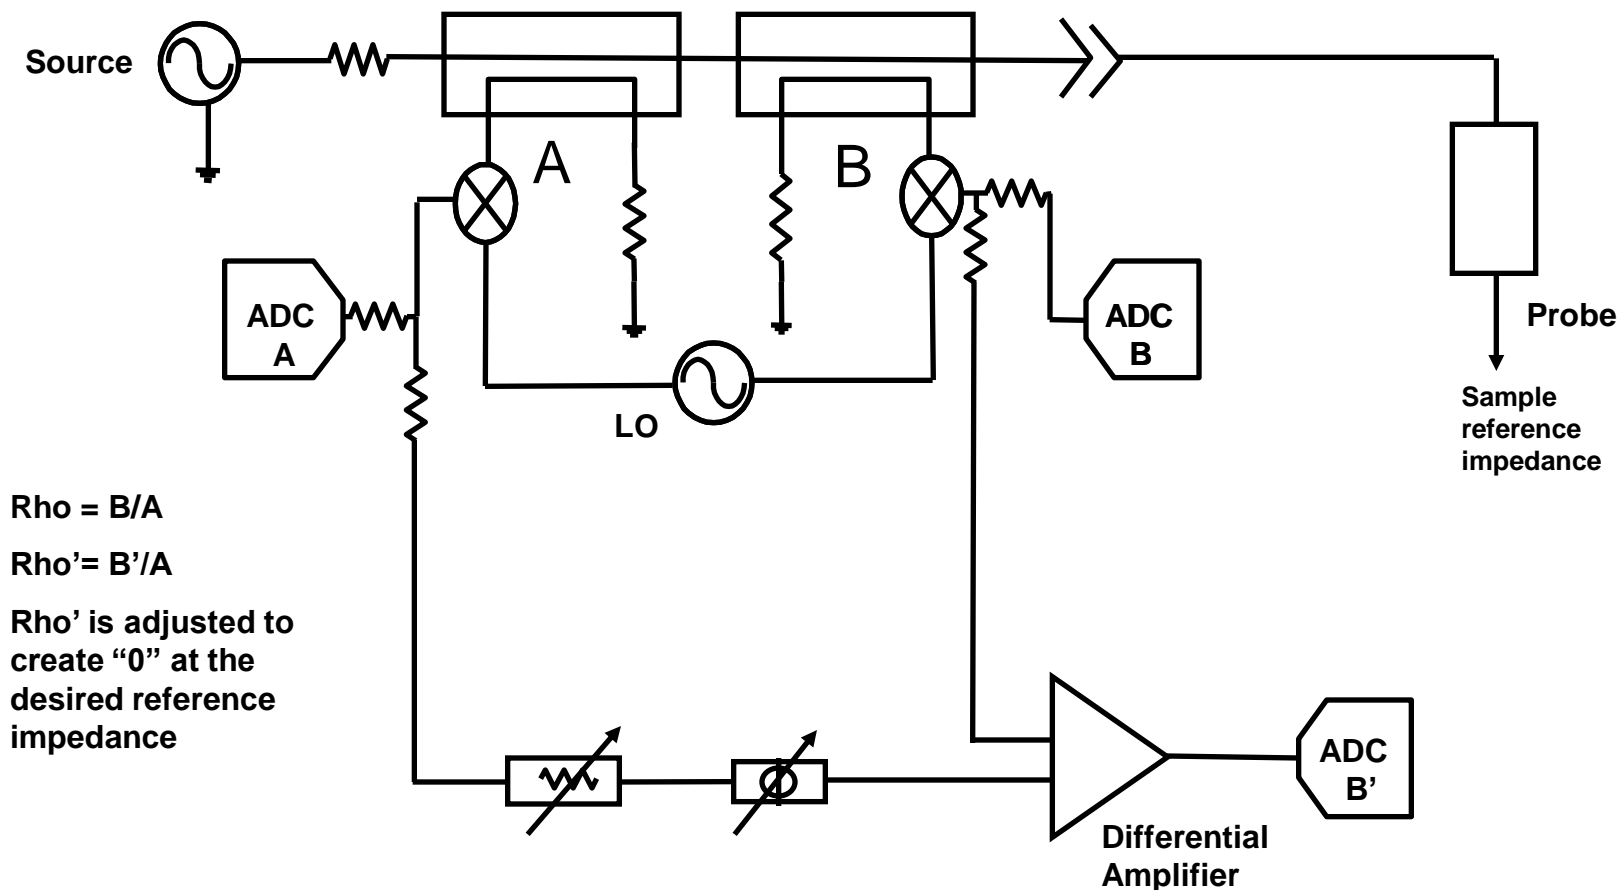 Source
A
B
ADC
A
ADC
B
Probe
LO
Sample
reference
impedance
Rho = B/A
Rho’= B’/A
Rho’ is adjusted to
create “0” at the
desired reference
impedance
ADC
B’
Differential
Amplifier